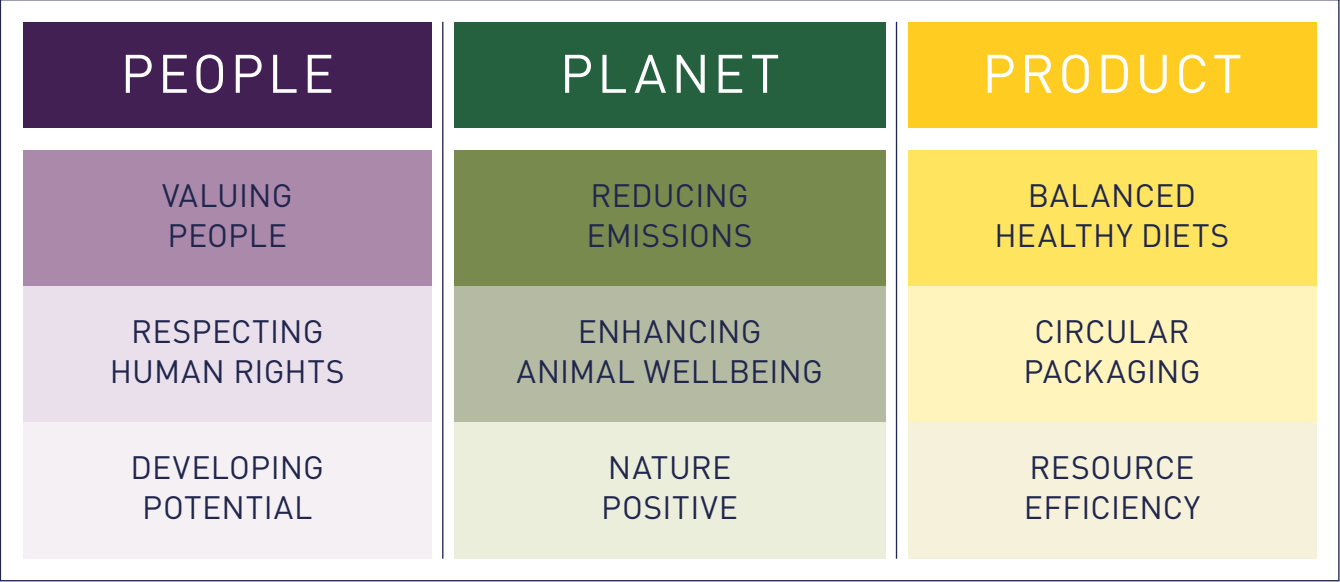 PEOPLE
VALUING
PEOPLE
RESPECTING
HUMAN RIGHTS
DEVELOPING
POTENTIAL
PLANET
REDUCING
EMISSIONS
ENHANCING
ANIMAL WELLBEING
NATURE
POSITIVE
PRODUCT
BALANCED
HEALTHY DIETS
CIRCULAR
PACKAGING
RESOURCE
EFFICIENCY